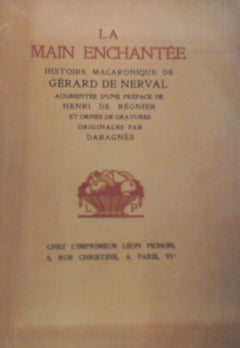 LA
MAIN ENCHANTÉE
HISTOIRE MACARONIQUE DE
GÉRARD DE NERVAL
AUGMENTÉE D'UNE PRÉFACE DE
HENRI DE RÉGNIER
ET ORNÉE DE GRAVURES
ORIGINALES PAR
DARAGNÈS
L P
CHEZ L'IMPRIMEUR LÉON PICHON,
5, RUE CHRISTINE, A PARIS, VIe